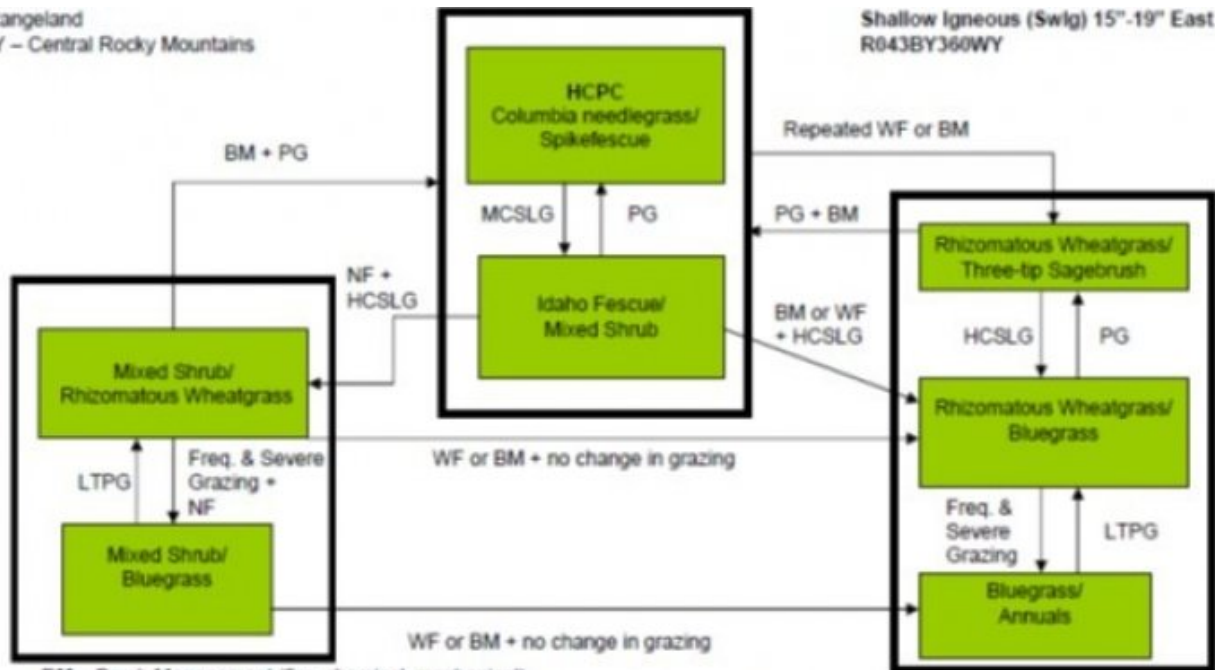 angeland
Y – Central Rocky Mountains
Shallow Igneous (SwIg) 15"-19" East
R043BY360WY
HCPC
Columbia needlegrass/
Spikefescue
BM + PG
Repeated WF or BM
MCSLG
PG
PG + BM
Rhizomatous Wheatgrass/
Three-tip Sagebrush
NF +
HCSLG
Idaho Fescue/
Mixed Shrub
BM or WF
+ HCSLG
HCSLG
PG
Mixed Shrub/
Rhizomatous Wheatgrass
Rhizomatous Wheatgrass/
Bluegrass
LTPG
Freq. & Severe
Grazing +
NF
WF or BM + no change in grazing
Freq. &
Severe
Grazing
LTPG
Mixed Shrub/
Bluegrass
Bluegrass/
Annuals
WF or BM + no change in grazing